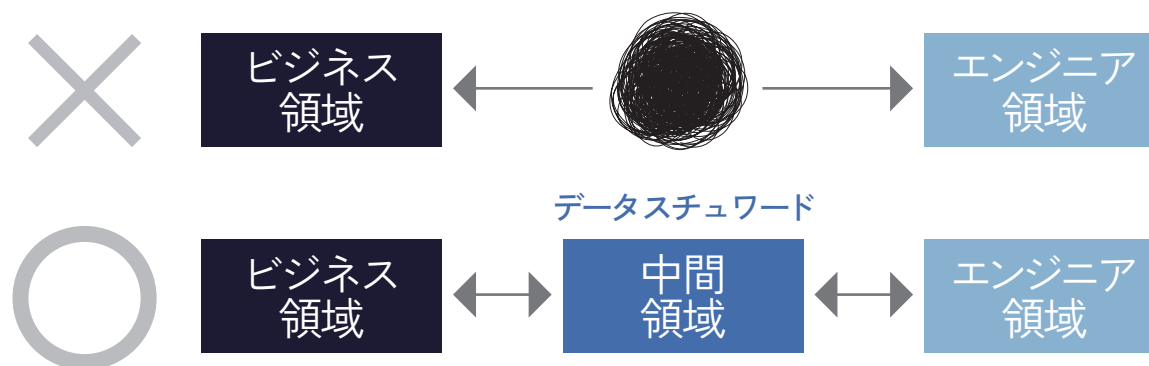 ビジネス
領域
エンジニア
領域
データスチュワード
ビジネス
領域
中間
領域
エンジニア
領域